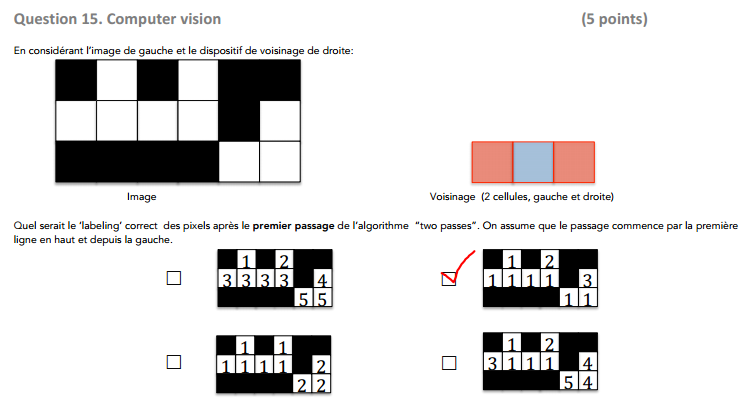 Question 15. Computer vision (5 points)
En considérant l'image de gauche et le dispositif de voisinage de droite:
Image Voisinage (2 cellules, gauche et droite)
Quel serait le 'labeling' correct des pixels après le premier passage de l'algorithme "two passes". On assume que le passage commence par la première
ligne en haut et depuis la gauche.
1 2 1 2
3 3 3 3 4 1 1 1 1 3
5 5 1 1
1 1 1 2
1 1 1 1 2 3 1 1 1 4
2 2 5 4